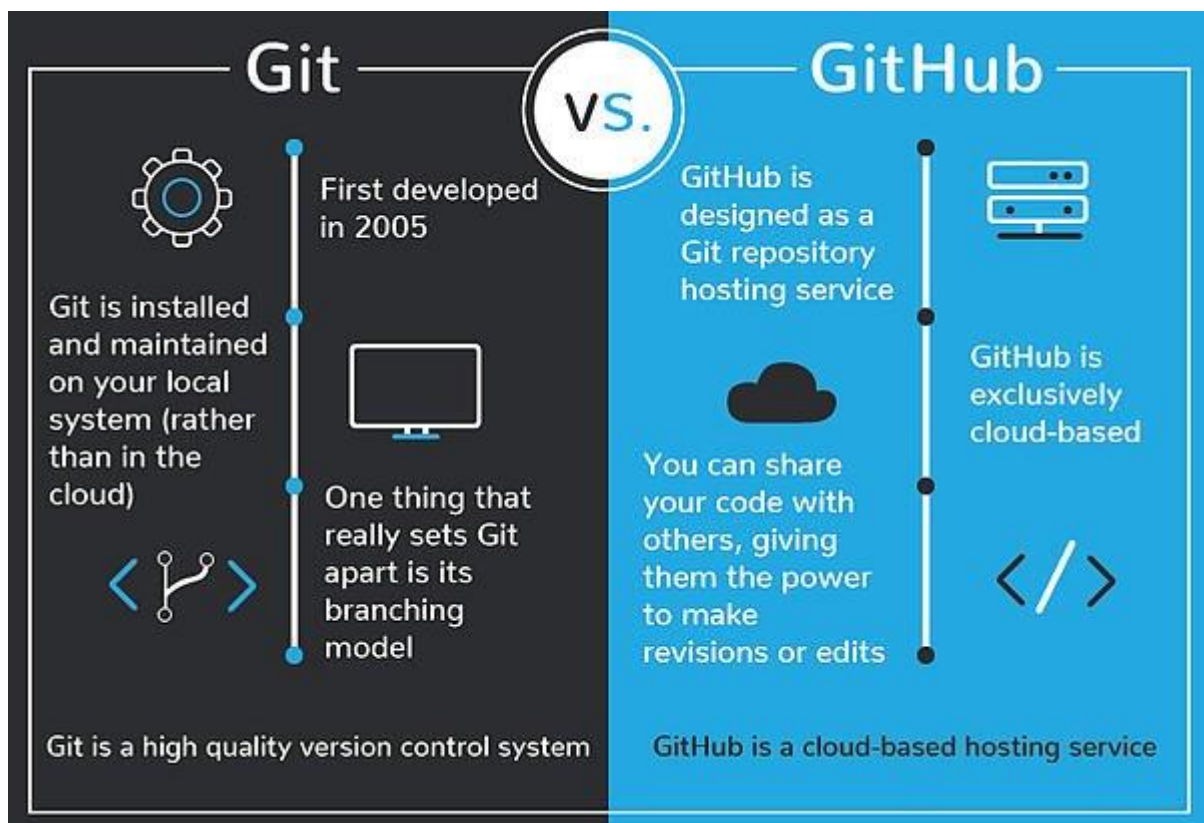 Git
vs.
GitHub
First developed
in 2005
Git is installed
and maintained
on your local
system (rather
than in the
cloud)
One thing that
really sets Git
apart is its
branching
model
Git is a high quality version control system
GitHub is
designed as a
Git repository
hosting service
GitHub is
exclusively
cloud-based
You can share
your code with
others, giving
them the power
to make
revisions or edits
GitHub is a cloud-based hosting service